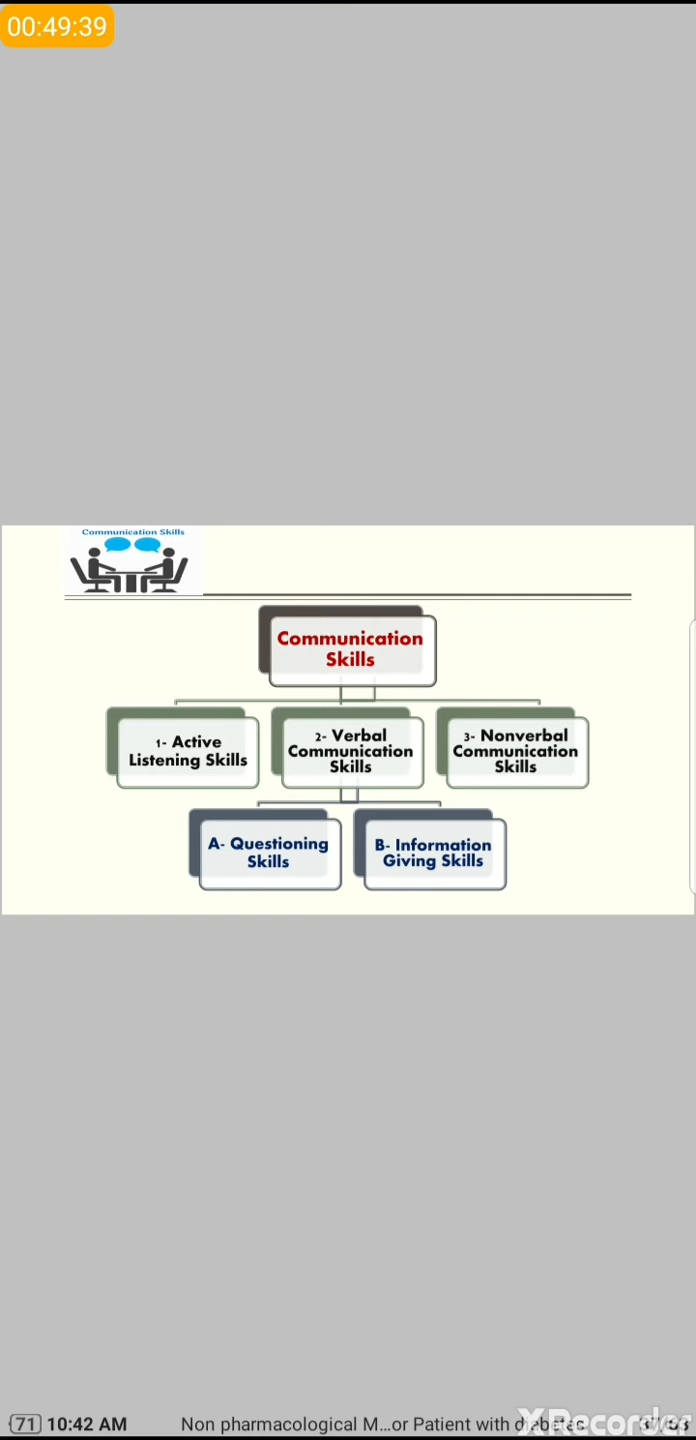 00:49:39
Communication Skills
Communication
Skills
1- Active
Listening Skills
2- Verbal
Communication
Skills
3- Nonverbal
Communication
Skills
A- Questioning
Skills
B- Information
Giving Skills
71 10:42 AM
Non pharmacological M...or Patient with diabetes
XRecorder